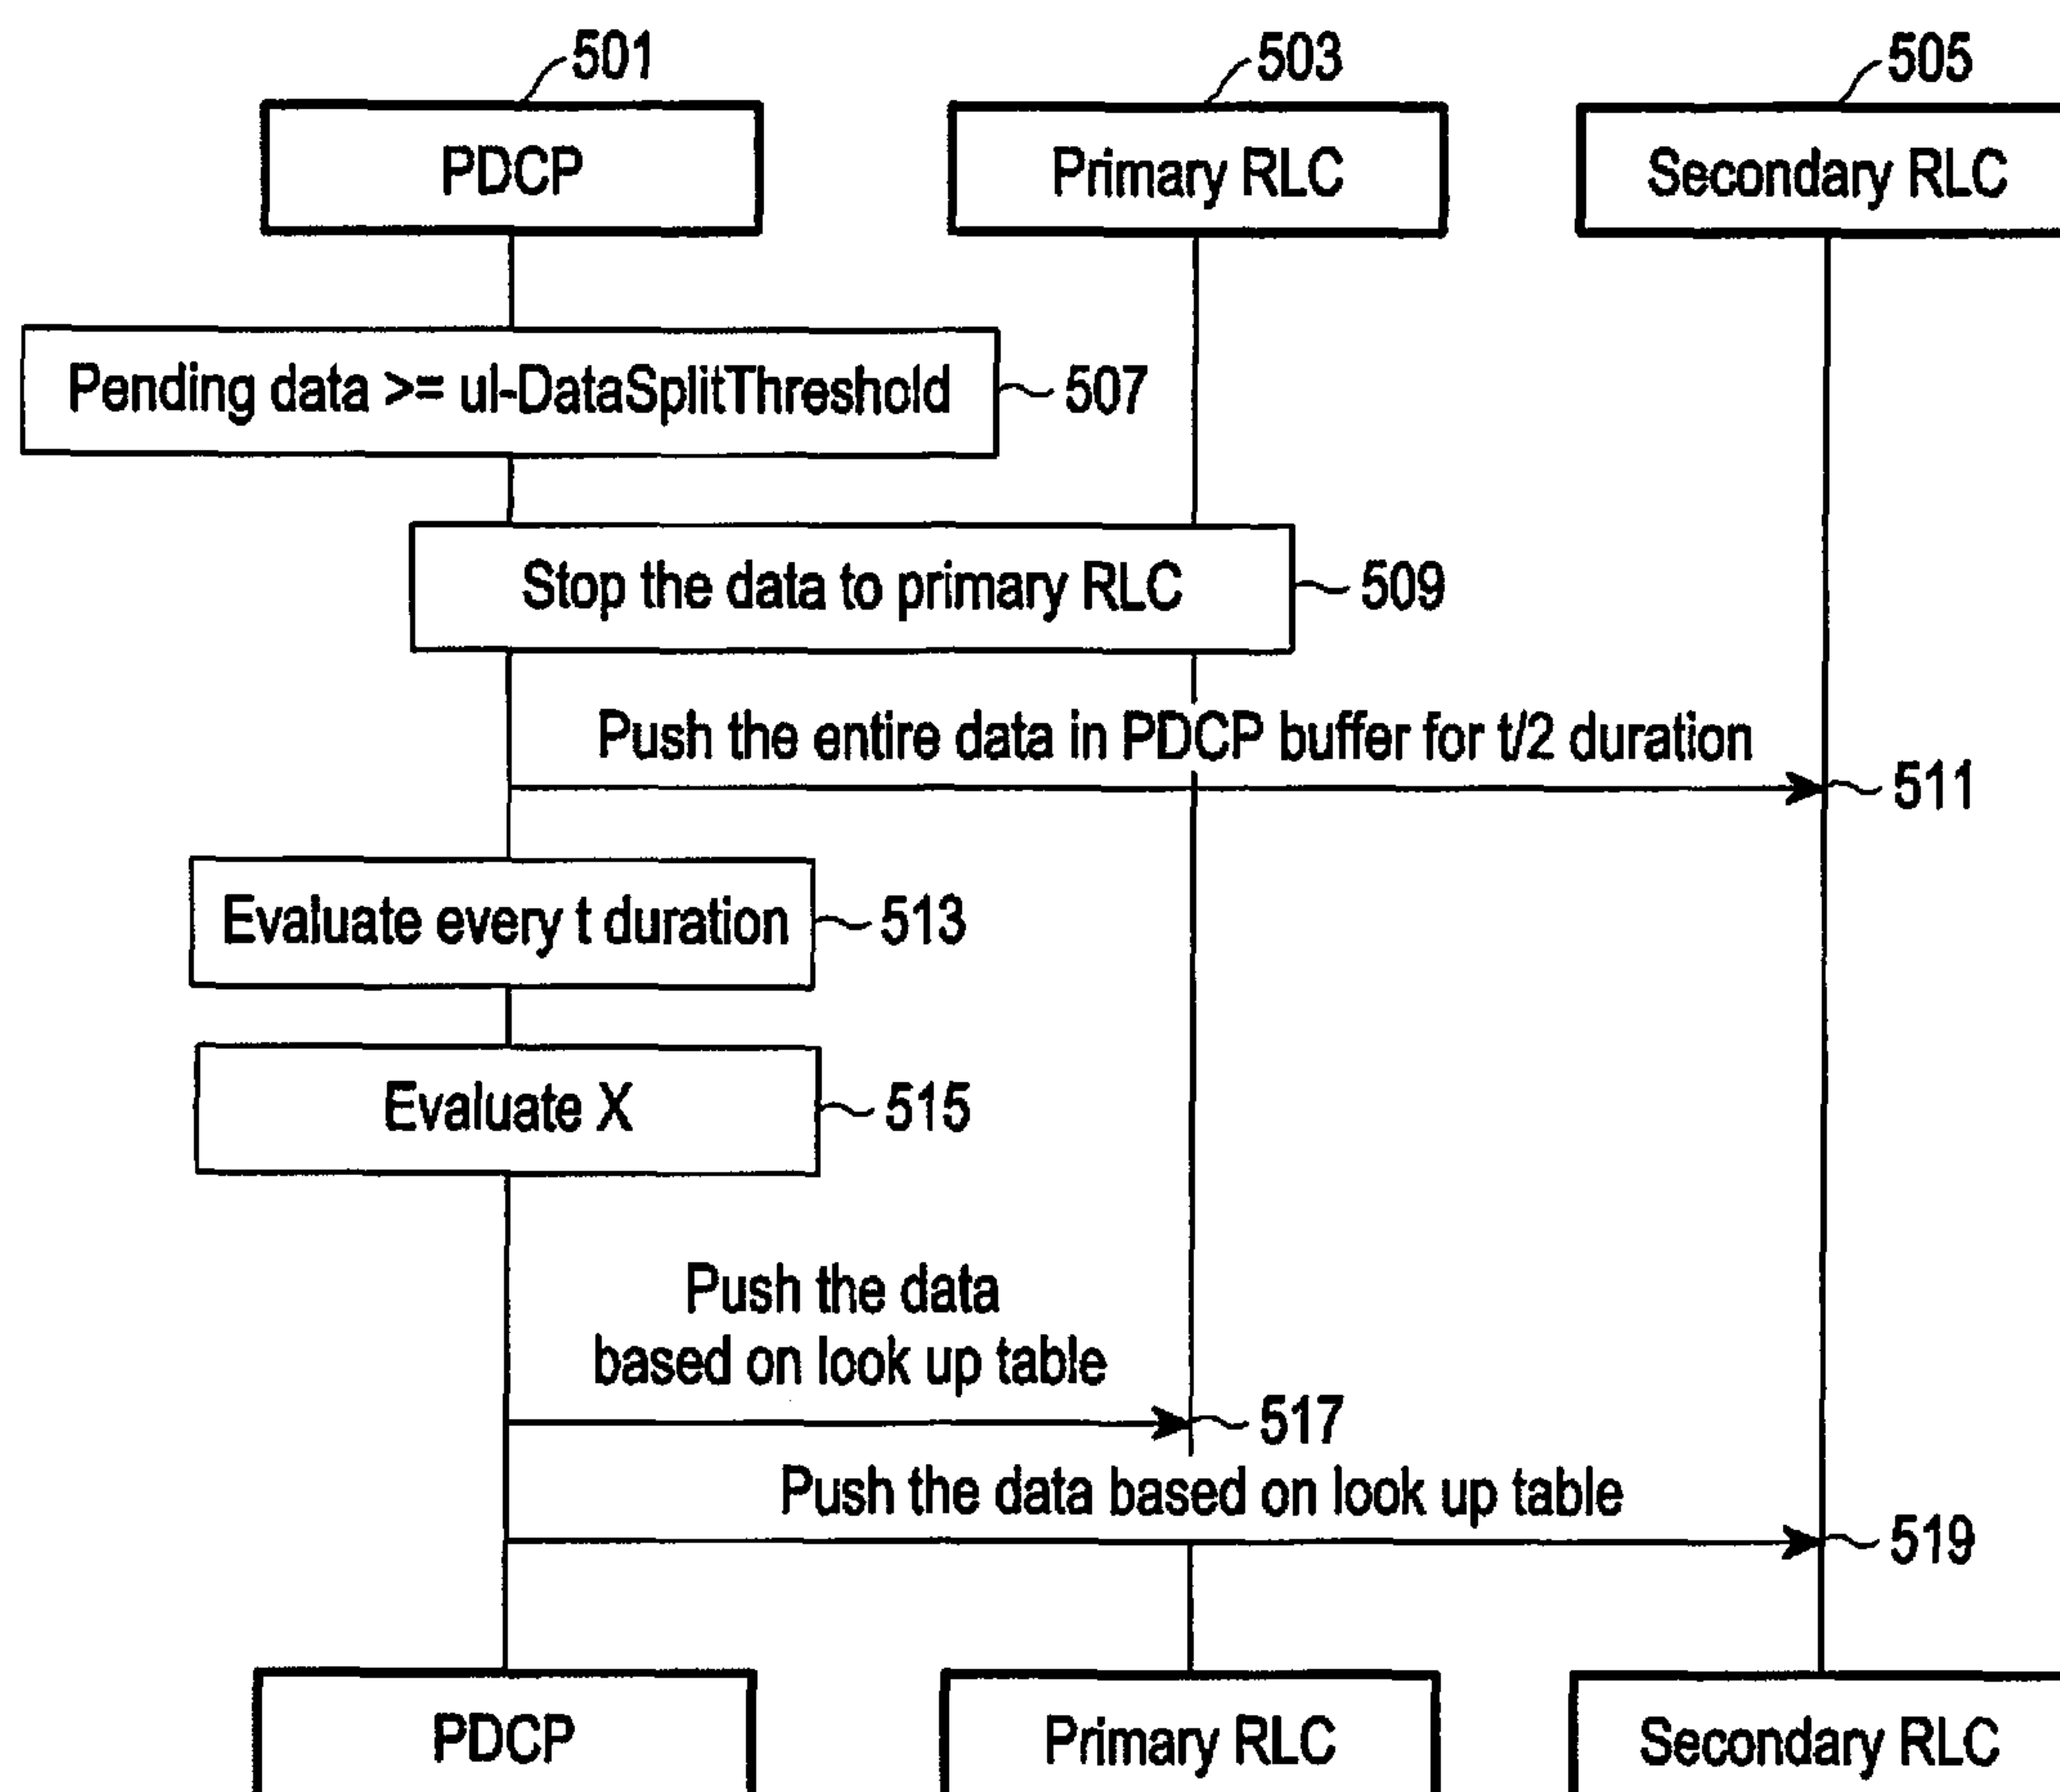 501
503
505
PDCP
Primary RLC
Secondary RLC
Pending data >= ul-DataSplitThreshold
507
Stop the data to primary RLC
509
Push the entire data in PDCP buffer for t/2 duration
511
Evaluate every t duration
513
Evaluate X
515
Push the data
based on look up table
517
Push the data based on look up table
519
PDCP
Primary RLC
Secondary RLC